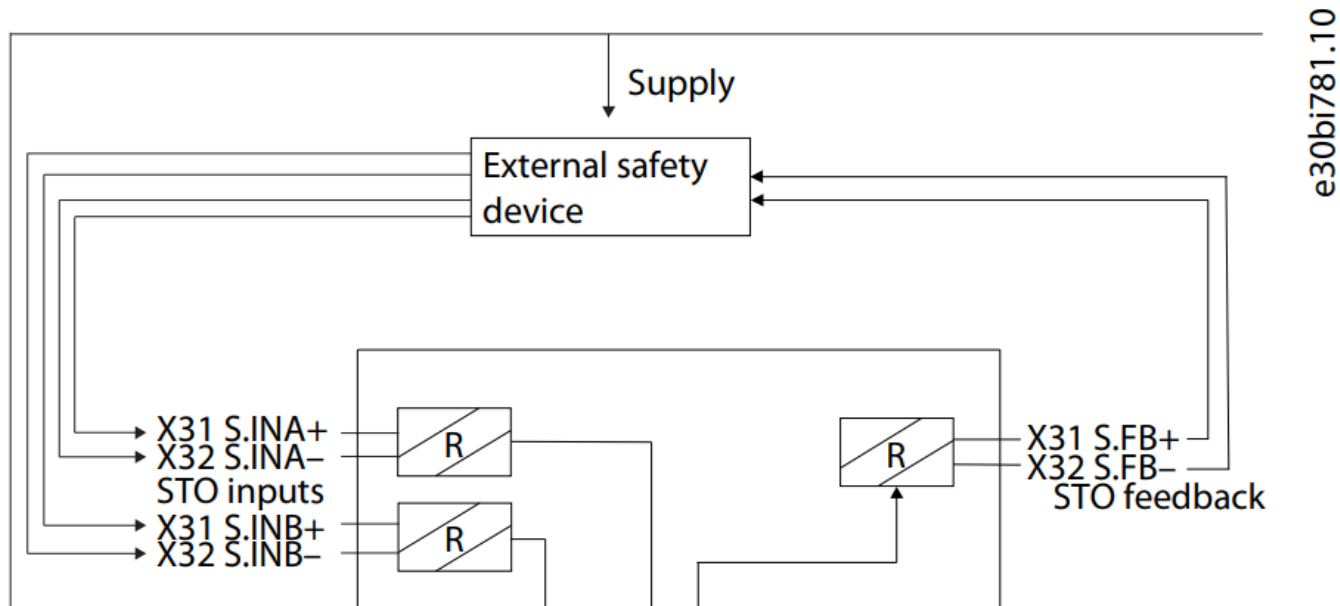 e30bi781.10
Supply
External safety
device
X31 S.INA+
X32 S.INA–
STO inputs
X31 S.INB+
X32 S.INB–
R
R
R
X31 S.FB+
X32 S.FB–
STO feedback